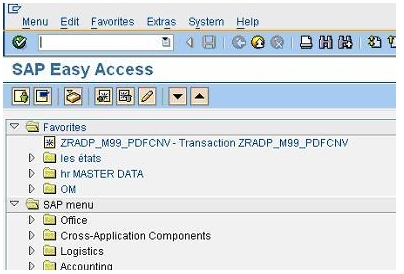 Menu Edit Favorites Extras System Help
SAP Easy Access
Favorites
ZRADP_M99_PDFCNV - Transaction ZRADP_M99_PDFCNV
les états
hr MASTER DATA
OM
SAP menu
Office
Cross-Application Components
Logistics
Accounting